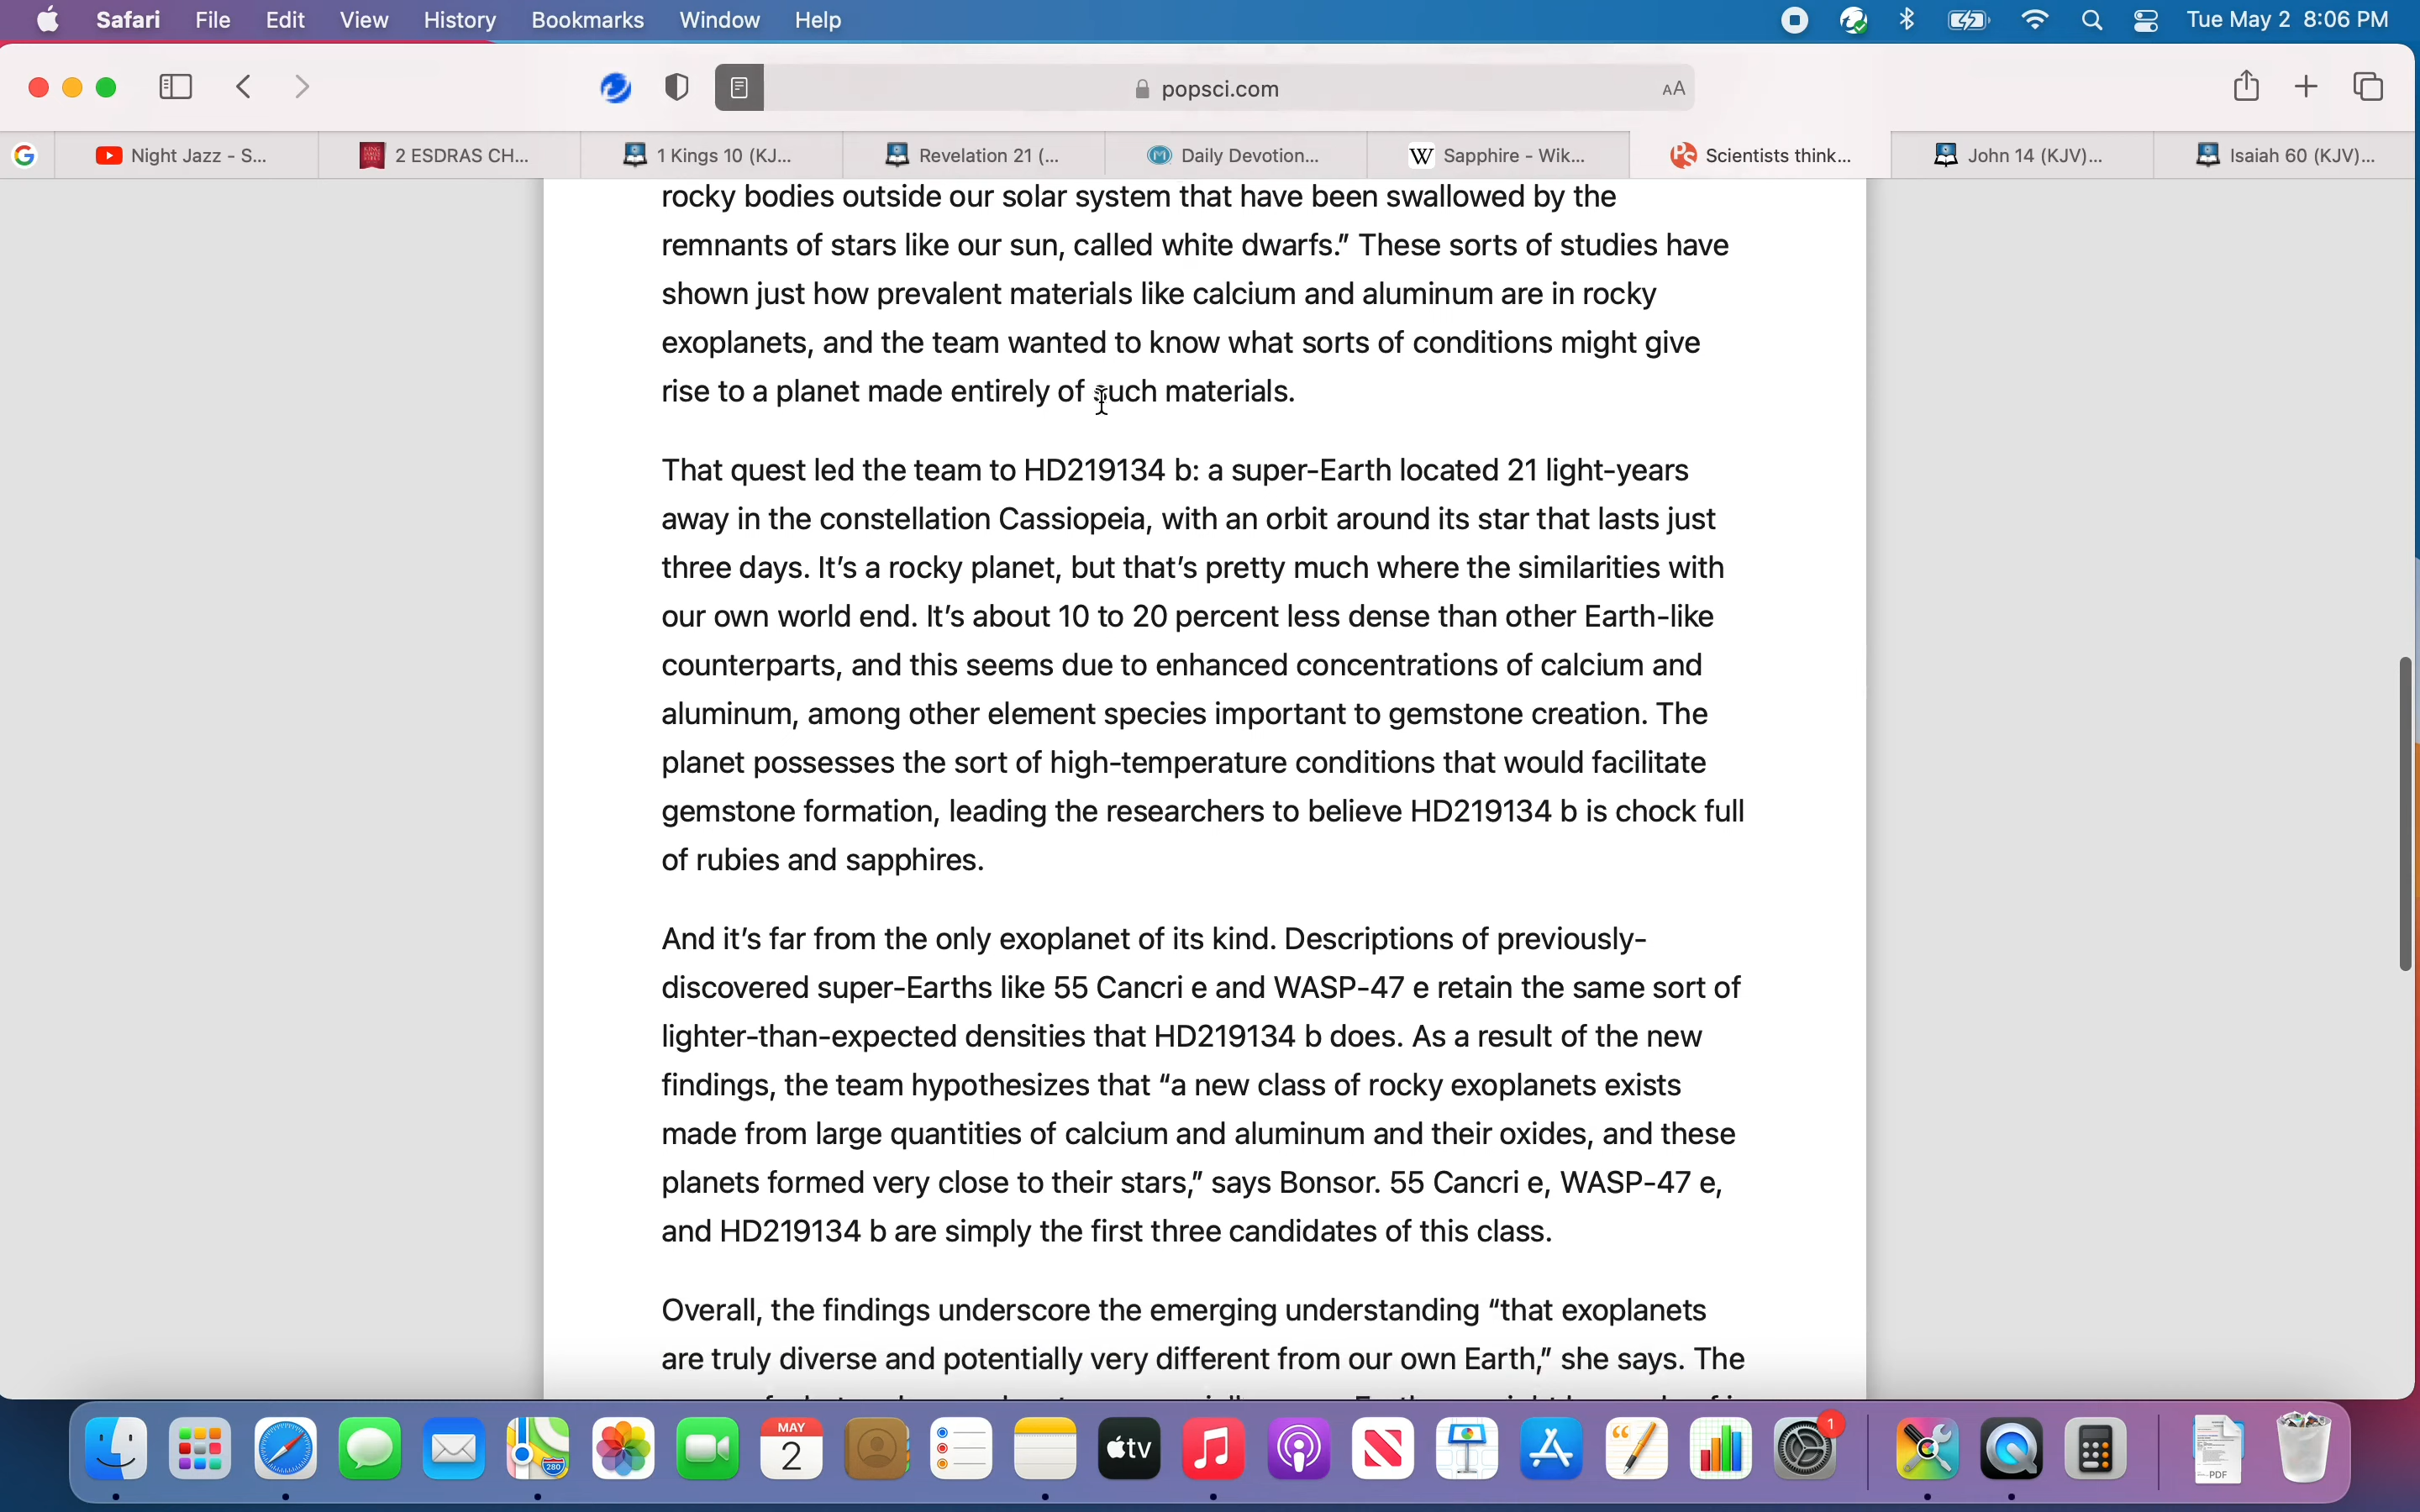 Safari File Edit View History Bookmarks Window Help Tue May 2 8:06 PM
popsci.com AA
Night Jazz - S... 2 ESDRAS CH... 1 Kings 10 (KJ... Revelation 21 (... Daily Devotion... W Sapphire - Wik... PS Scientists think... John 14 (KJV)... Isaiah 60 (KJV)...
rocky bodies outside our solar system that have been swallowed by the
remnants of stars like our sun, called white dwarfs.” These sorts of studies have
shown just how prevalent materials like calcium and aluminum are in rocky
exoplanets, and the team wanted to know what sorts of conditions might give
rise to a planet made entirely of such materials.
That quest led the team to HD219134 b: a super-Earth located 21 light-years
away in the constellation Cassiopeia, with an orbit around its star that lasts just
three days. It’s a rocky planet, but that’s pretty much where the similarities with
our own world end. It’s about 10 to 20 percent less dense than other Earth-like
counterparts, and this seems due to enhanced concentrations of calcium and
aluminum, among other element species important to gemstone creation. The
planet possesses the sort of high-temperature conditions that would facilitate
gemstone formation, leading the researchers to believe HD219134 b is chock full
of rubies and sapphires.
And it’s far from the only exoplanet of its kind. Descriptions of previously-
discovered super-Earths like 55 Cancri e and WASP-47 e retain the same sort of
lighter-than-expected densities that HD219134 b does. As a result of the new
findings, the team hypothesizes that “a new class of rocky exoplanets exists
made from large quantities of calcium and aluminum and their oxides, and these
planets formed very close to their stars,” says Bonsor. 55 Cancri e, WASP-47 e,
and HD219134 b are simply the first three candidates of this class.
Overall, the findings underscore the emerging understanding “that exoplanets
are truly diverse and potentially very different from our own Earth,” she says. The
280 MAY 2 tv 1 PDF